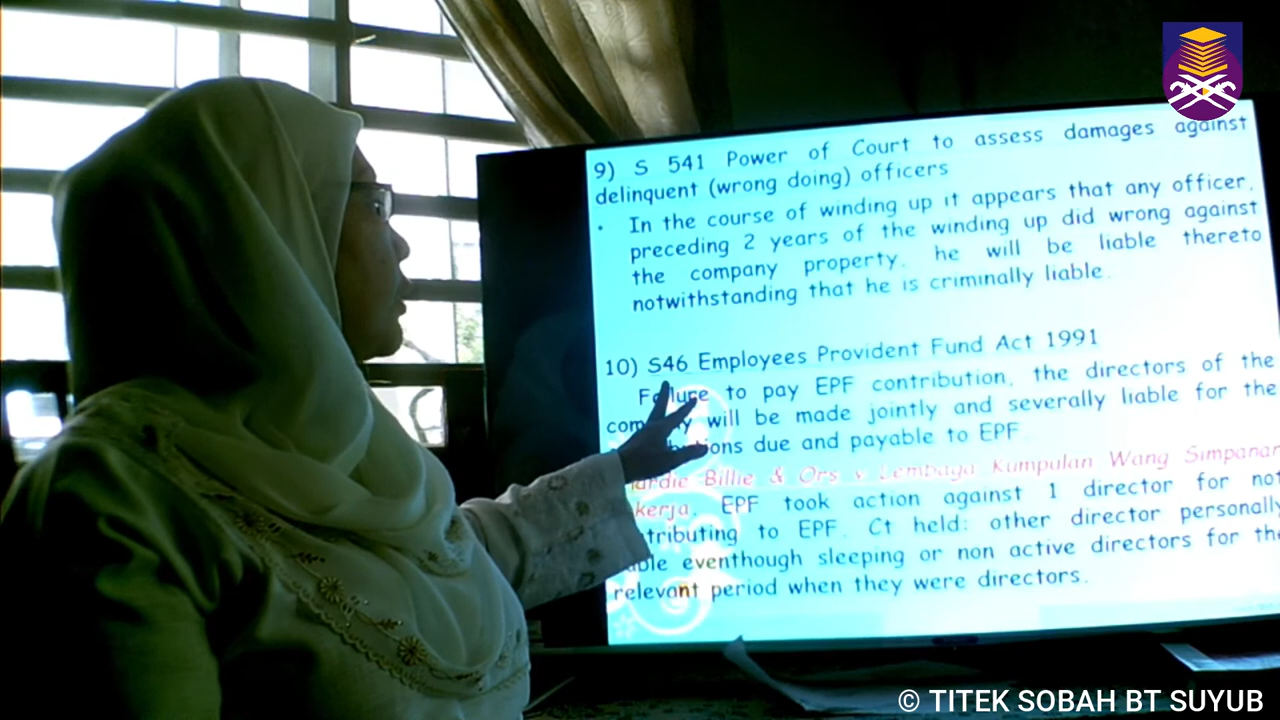 9) S 541 Power of Court to assess damages against
delinquent (wrong doing) officers
· In the course of winding up it appears that any officer,
preceding 2 years of the winding up did wrong against
the company property, he will be liable thereto
notwithstanding that he is criminally liable.
10) S46 Employees Provident Fund Act 1991
to pay EPF contribution, the directors of the
will be made jointly and severally liable for the
due and payable to EPF.
Billie & Ors v Lembaga Kumpulan Wang Simpanan
EPF took action against 1 director for not
to EPF. Ct held: other director personally
eventhough sleeping or non active directors for the
relevant period when they were directors.
© TITEK SOBAH BT SUYUB